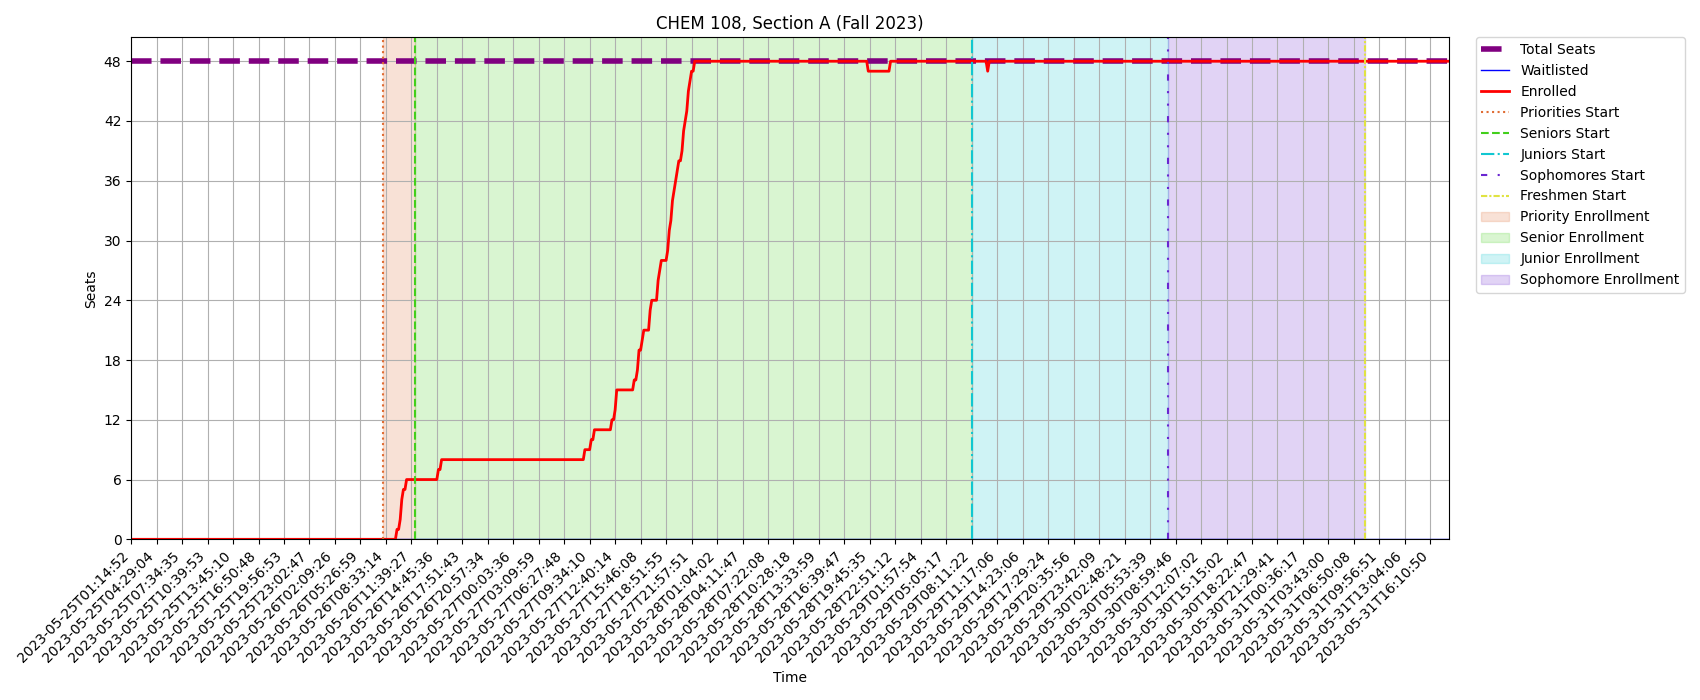 CHEM 108, Section A (Fall 2023)
48
42
36
30
24
18
12
6
0
Seats
2023-05-25T01:14:52
2023-05-25T04:29:04
2023-05-25T07:34:35
2023-05-25T10:39:53
2023-05-25T13:45:10
2023-05-25T16:50:48
2023-05-25T19:56:53
2023-05-25T23:02:47
2023-05-26T02:09:26
2023-05-26T05:26:59
2023-05-26T08:33:14
2023-05-26T11:39:27
2023-05-26T14:45:36
2023-05-26T17:51:43
2023-05-26T20:57:34
2023-05-27T00:03:36
2023-05-27T03:09:59
2023-05-27T06:27:48
2023-05-27T09:34:10
2023-05-27T12:40:14
2023-05-27T15:46:08
2023-05-27T18:51:55
2023-05-27T21:57:51
2023-05-28T01:04:02
2023-05-28T04:11:47
2023-05-28T07:22:08
2023-05-28T10:28:18
2023-05-28T13:33:59
2023-05-28T16:39:47
2023-05-28T19:45:35
2023-05-28T22:51:12
2023-05-29T01:57:54
2023-05-29T05:05:17
2023-05-29T08:11:22
2023-05-29T11:17:06
2023-05-29T14:23:06
2023-05-29T17:29:24
2023-05-29T20:35:56
2023-05-29T23:42:09
2023-05-30T02:48:21
2023-05-30T05:53:39
2023-05-30T08:59:46
2023-05-30T12:07:02
2023-05-30T15:15:02
2023-05-30T18:22:47
2023-05-30T21:29:41
2023-05-31T00:36:17
2023-05-31T03:43:00
2023-05-31T06:50:08
2023-05-31T09:56:51
2023-05-31T13:04:06
2023-05-31T16:10:50
Time
Total Seats
Waitlisted
Enrolled
Priorities Start
Seniors Start
Juniors Start
Sophomores Start
Freshmen Start
Priority Enrollment
Senior Enrollment
Junior Enrollment
Sophomore Enrollment